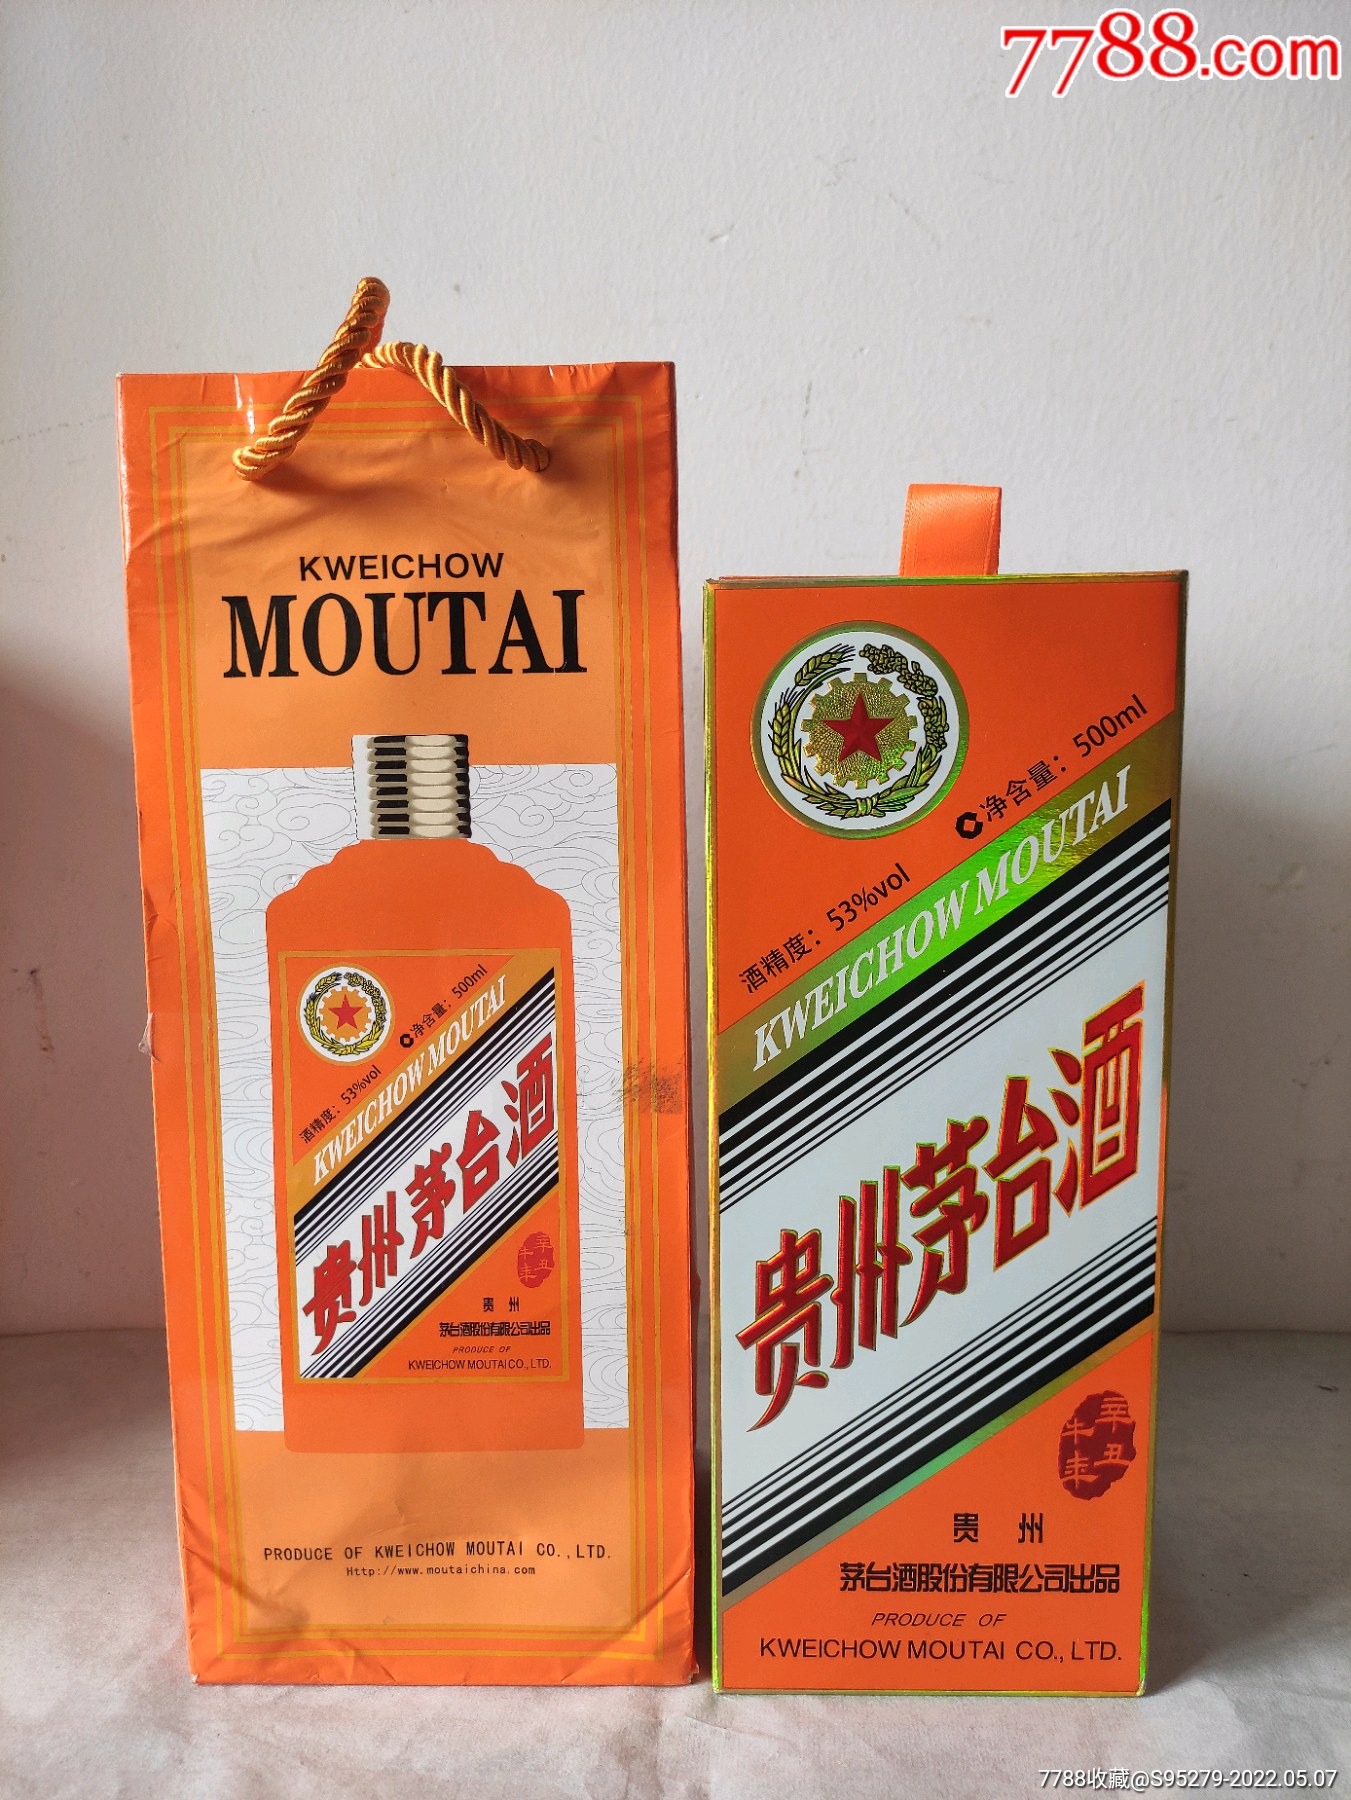 7788.com
KWEICHOW
MOUTAI
净含量：500ml
酒精度：53%vol
KWEICHOW MOUTAI
贵州茅台酒
辛丑
牛年
贵 州
茅台酒股份有限公司出品
PRODUCE OF
KWEICHOW MOUTAI CO., LTD.
PRODUCE OF KWEICHOW MOUTAI CO.,LTD.
Http://www.moutaichina.com
净含量：500ml
酒精度：53%vol
KWEICHOW MOUTAI
贵州茅台酒
辛丑
牛年
贵 州
茅台酒股份有限公司出品
PRODUCE OF
KWEICHOW MOUTAI CO., LTD.
7788收藏@S95279-2022.05.07